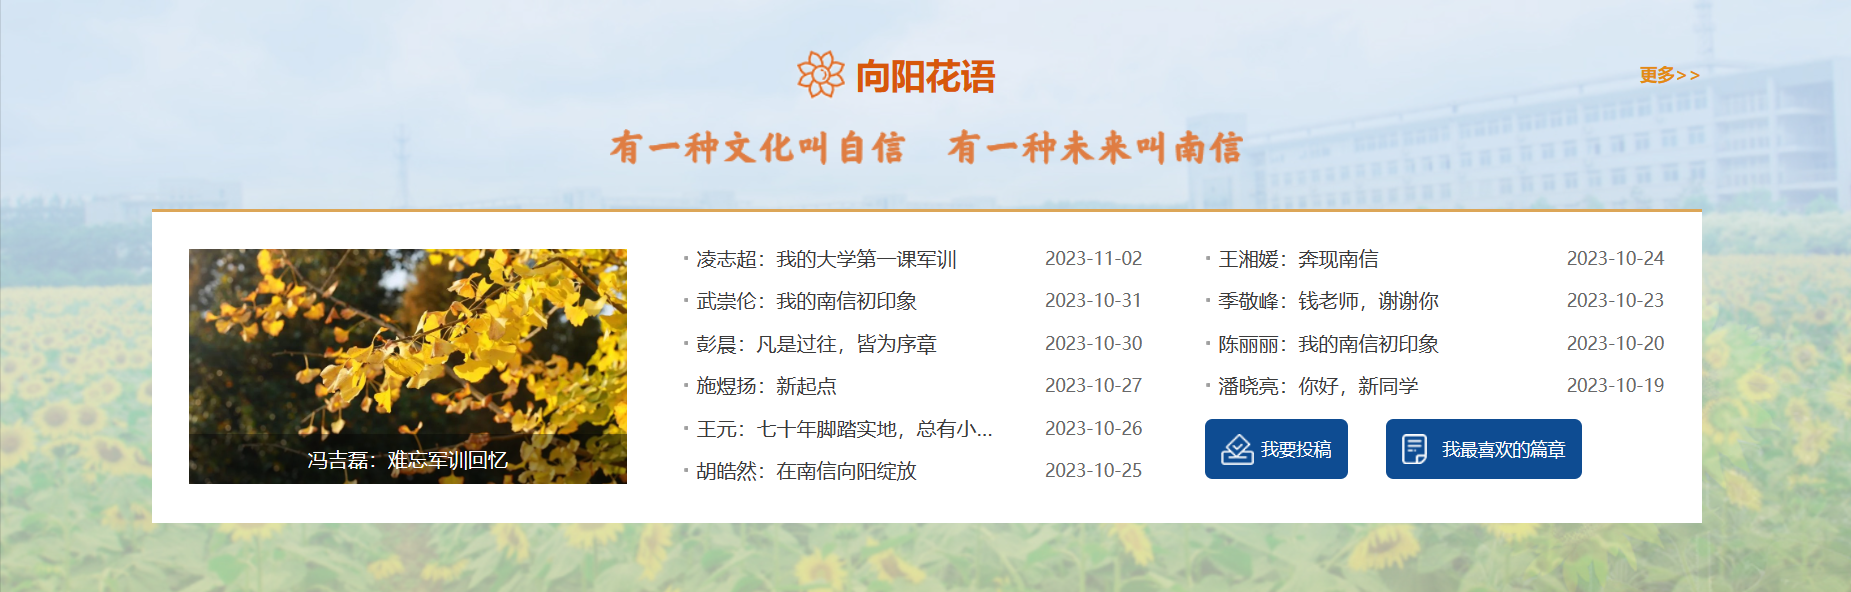 向阳花语
更多>>
有一种文化叫自信 有一种未来叫南信
冯吉磊：难忘军训回忆
凌志超：我的大学第一课军训 2023-11-02
武崇伦：我的南信初印象 2023-10-31
彭晨：凡是过往，皆为序章 2023-10-30
施煜扬：新起点 2023-10-27
王元：七十年脚踏实地，总有小... 2023-10-26
胡皓然：在南信向阳绽放 2023-10-25
王湘媛：奔现南信 2023-10-24
季敬峰：钱老师，谢谢你 2023-10-23
陈丽丽：我的南信初印象 2023-10-20
潘晓亮：你好，新同学 2023-10-19
我要投稿
我最喜欢的篇章